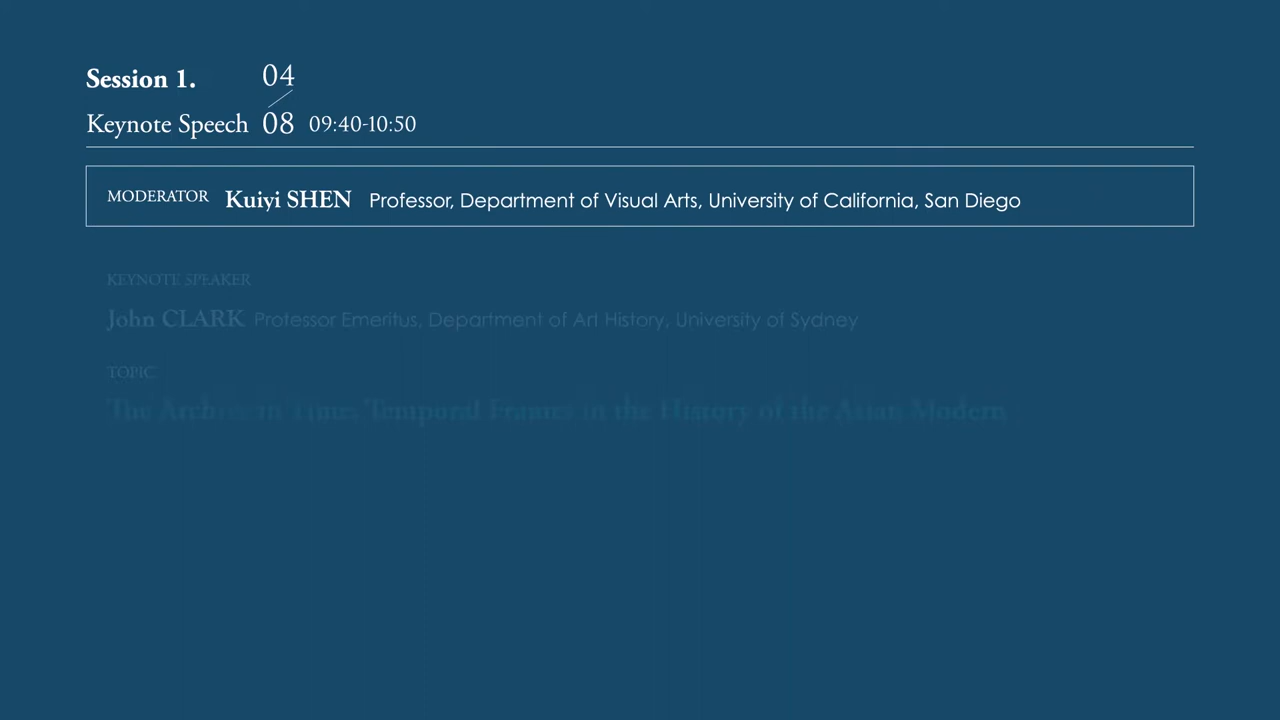 Session 1. 04
Keynote Speech 08 09:40-10:50
MODERATOR Kuiyi SHEN Professor, Department of Visual Arts, University of California, San Diego
KEYNOTE SPEAKER
John CLARK Professor Emeritus, Department of Art History, University of Sydney
TOPIC
The in Time: Temporal Frames in the History of the Asian Modern